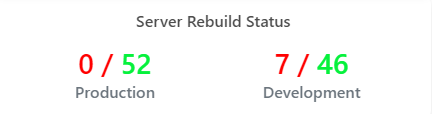 Server Rebuild Status
0 / 52 7 / 46
Production Development